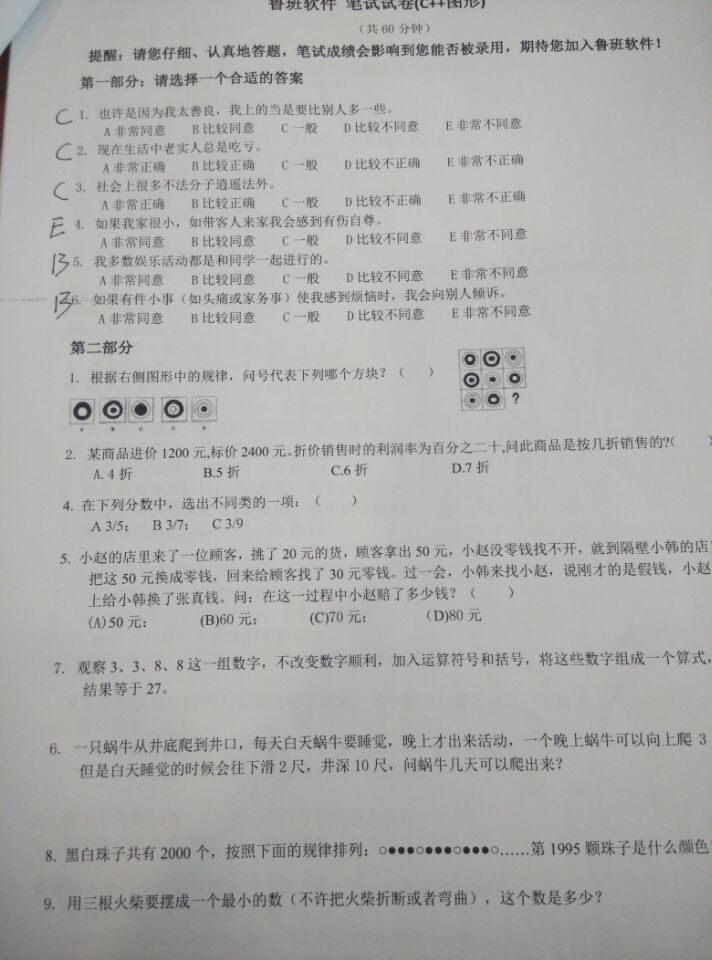 鲁班软件 笔试试卷(C++图形)
(共 60 分钟)
提醒：请您仔细、认真地答题，笔试成绩会影响到您能否被录用，期待您加入鲁班软件！
第一部分：请选择一个合适的答案
C 1. 也许是因为我太善良，我上的当是要比别人多一些。
A 非常同意 B 比较同意 C 一般 D 比较不同意 E 非常不同意
C 2. 现在生活中老实人总是吃亏。
A 非常正确 B 比较正确 C 一般 D 比较不正确 E 非常不正确
C 3. 社会上很多不法分子逍遥法外。
A 非常正确 B 比较正确 C 一般 D 比较不正确 E 非常不正确
E 4. 如果我家很小，如带客人来家我会感到有伤自尊。
A 非常同意 B 比较同意 C 一般 D 比较不同意 E 非常不同意
B 5. 我多数娱乐活动都是和同学一起进行的。
A 非常同意 B 比较同意 C 一般 D 比较不同意 E 非常不同意
B 6. 如果有件小事（如头痛或家务事）使我感到烦恼时，我会向别人倾诉。
A 非常同意 B 比较同意 C 一般 D 比较不同意 E 非常不同意
第二部分
1. 根据右侧图形中的规律，问号代表下列哪个方块？（ ）
?
A B C D E
2. 某商品进价 1200 元,标价 2400 元。折价销售时的利润率为百分之二十,问此商品是按几折销售的?( )
A. 4 折 B.5 折 C.6 折 D.7 折
4. 在下列分数中，选出不同类的一项：（ ）
A 3/5； B 3/7； C 3/9
5. 小赵的店里来了一位顾客，挑了 20 元的货，顾客拿出 50 元，小赵没零钱找不开，就到隔壁小韩的店
把这 50 元换成零钱，回来给顾客找了 30 元零钱。过一会，小韩来找小赵，说刚才的是假钱，小赵
上给小韩换了张真钱。问：在这一过程中小赵赔了多少钱？（ ）
(A)50 元； (B)60 元； (C)70 元； (D)80 元
7. 观察 3、3、8、8 这一组数字，不改变数字顺利，加入运算符号和括号，将这些数字组成一个算式，
结果等于 27。
6. 一只蜗牛从井底爬到井口，每天白天蜗牛要睡觉，晚上才出来活动，一个晚上蜗牛可以向上爬 3
但是白天睡觉的时候会往下滑 2 尺，井深 10 尺，问蜗牛几天可以爬出来？
8. 黑白珠子共有 2000 个，按照下面的规律排列：○●●●○●●●○●●●○……第 1995 颗珠子是什么颜色
9. 用三根火柴要摆成一个最小的数（不许把火柴折断或者弯曲），这个数是多少？